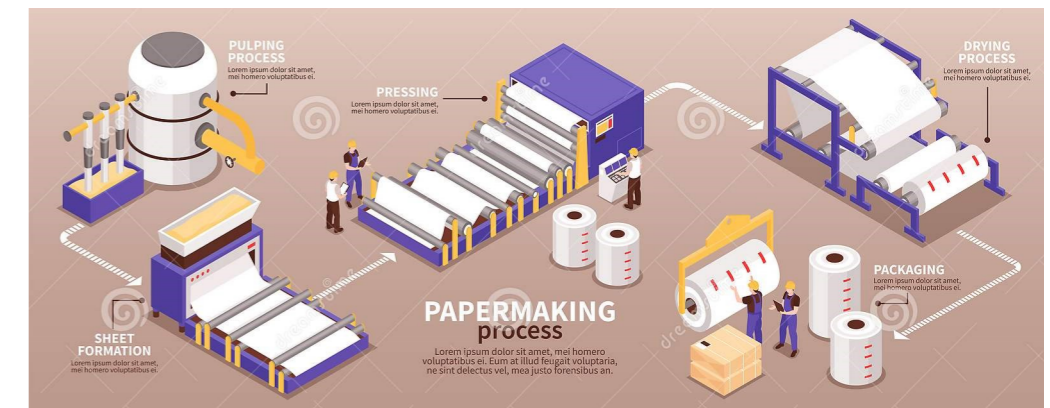 PULPING
PROCESS
Lorem ipsum dolor sit amet,
mei homero voluptatibus ei.
PRESSING
Lorem ipsum dolor sit amet,
mei homero voluptatibus ei.
DRYING
PROCESS
Lorem ipsum dolor sit amet,
mei homero voluptatibus ei.
SHEET
FORMATION
Lorem ipsum dolor sit amet,
mei homero voluptatibus ei.
PACKAGING
Lorem ipsum dolor sit amet,
mei homero voluptatibus ei.
PAPERMAKING
process
Lorem ipsum dolor sit amet, mei homero
voluptatibus ei. Eum at illud feugait voluptaria,
ne sint delectus vel, mea justo forensibus an.